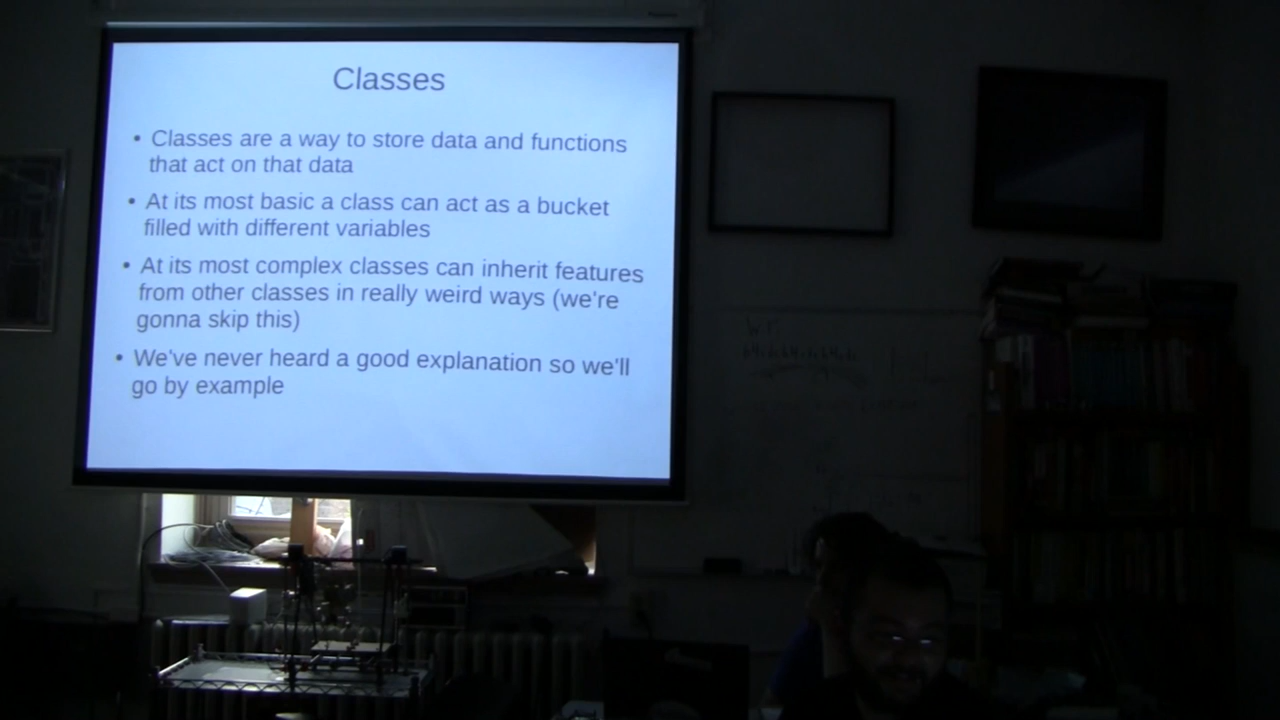 Classes
• Classes are a way to store data and functions
that act on that data
• At its most basic a class can act as a bucket
filled with different variables
• At its most complex classes can inherit features
from other classes in really weird ways (we're
gonna skip this)
• We've never heard a good explanation so we'll
go by example